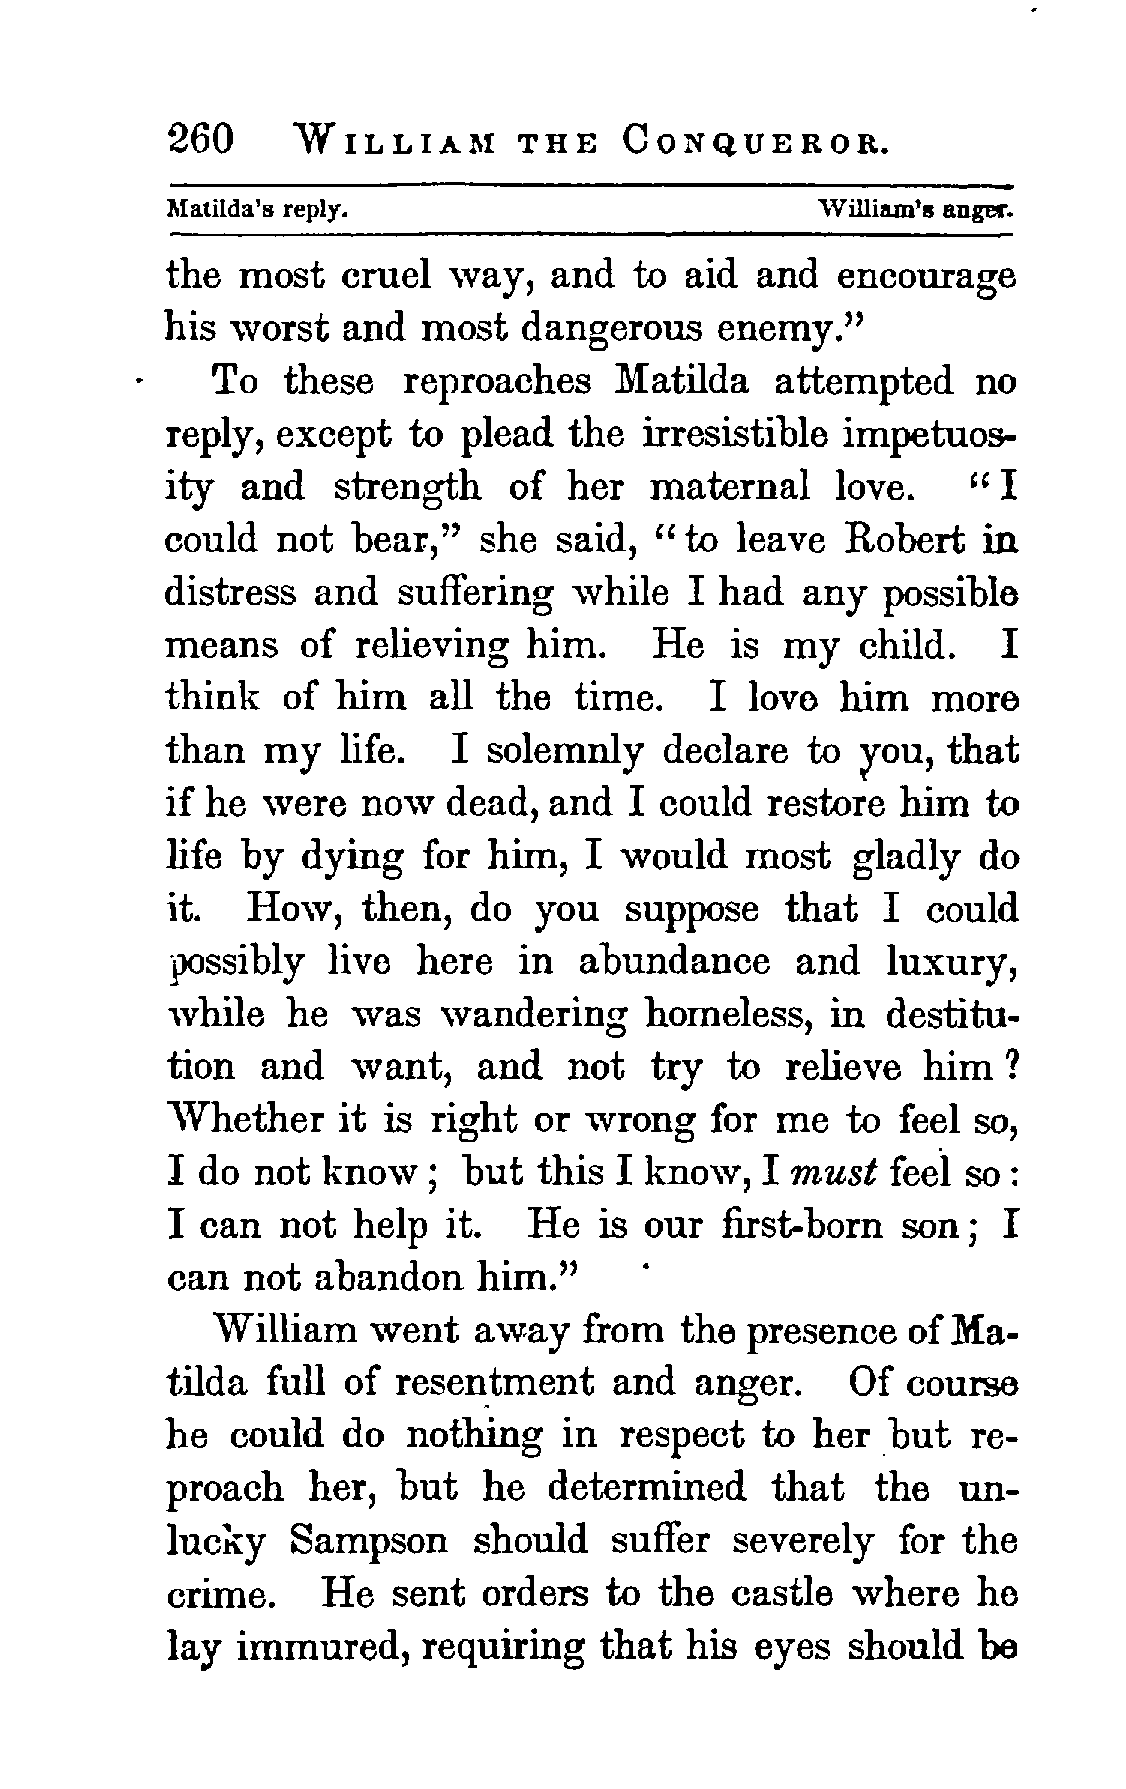 260 WILLIAM THE CONQUEROR.
Matilda's reply. William's anger.
the most cruel way, and to aid and encourage
his worst and most dangerous enemy.”
To these reproaches Matilda attempted no
reply, except to plead the irresistible impetuos-
ity and strength of her maternal love. “I
could not bear,” she said, “to leave Robert in
distress and suffering while I had any possible
means of relieving him. He is my child. I
think of him all the time. I love him more
than my life. I solemnly declare to you, that
if he were now dead, and I could restore him to
life by dying for him, I would most gladly do
it. How, then, do you suppose that I could
possibly live here in abundance and luxury,
while he was wandering homeless, in destitu-
tion and want, and not try to relieve him?
Whether it is right or wrong for me to feel so,
I do not know; but this I know, I must feel so:
I can not help it. He is our first-born son; I
can not abandon him.”
William went away from the presence of Ma-
tilda full of resentment and anger. Of course
he could do nothing in respect to her but re-
proach her, but he determined that the un-
lucky Sampson should suffer severely for the
crime. He sent orders to the castle where he
lay immured, requiring that his eyes should be